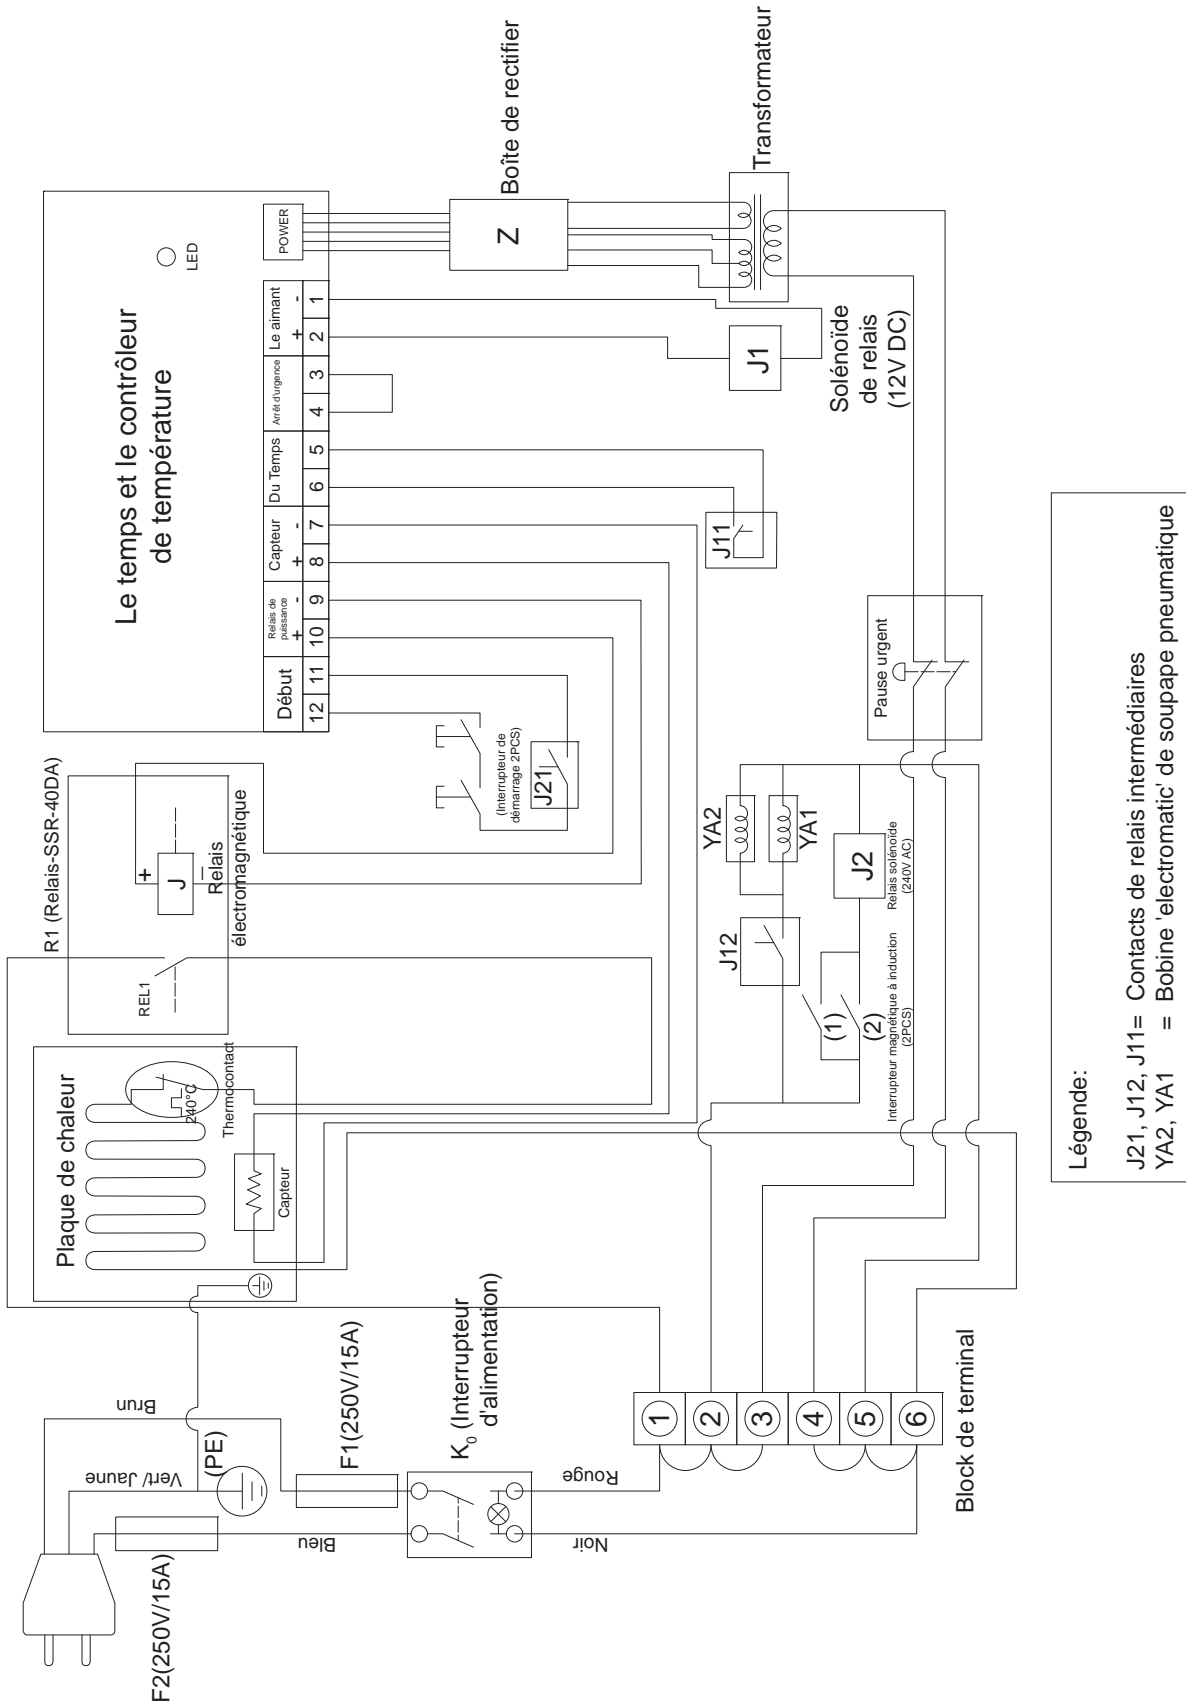 F2(250V/15A)
Vert/ Jaune
Brun
(PE)
Bleu
F1(250V/15A)
K0 (Interrupteur
d'alimentation)
Noir
Rouge
Block de terminal
1
2
3
4
5
6
Plaque de chaleur
240°C
Thermocontact
Capteur
R1 (Relais-SSR-40DA)
REL1
J
+
−
Relais
électromagnétique
Le temps et le contrôleur
de température
LED
Début
Relais de
puissance
+ -
Capteur
+ -
Du Temps
Arrêt d'urgence
Le aimant
+ -
POWER
12
11
10
9
8
7
6
5
4
3
2
1
(Interrupteur de
démarrage 2PCS)
J21
J11
Z
Boîte de rectifier
J1
Solénoïde
de relais
(12V DC)
Transformateur
Pause urgent
YA2
YA1
J12
J2
Relais solénoïde
(240V AC)
(1)
(2)
Interrupteur magnétique à induction
(2PCS)
Légende:
J21, J12, J11= Contacts de relais intermédiaires
YA2, YA1 = Bobine 'electromatic' de soupape pneumatique